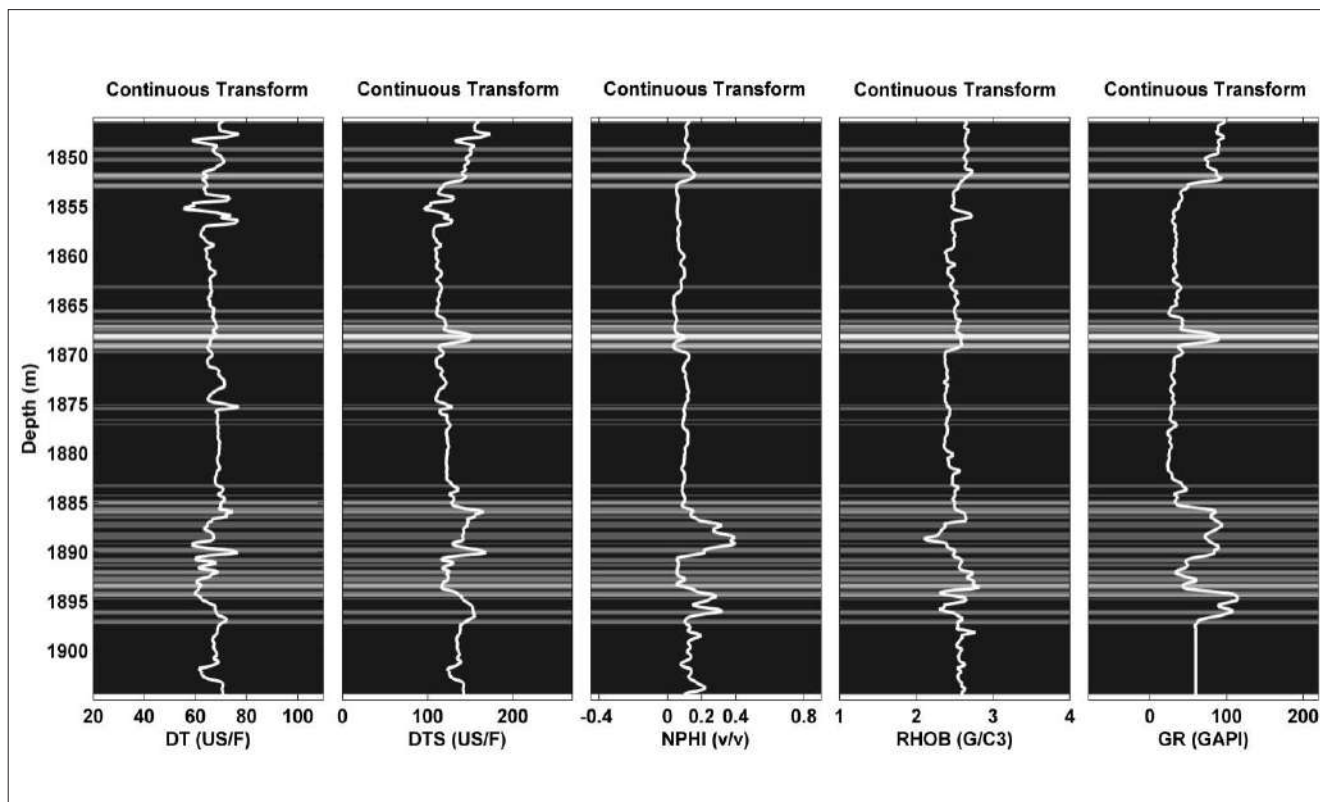 Continuous Transform Continuous Transform Continuous Transform Continuous Transform Continuous Transform
Depth (m)
1850
1855
1860
1865
1870
1875
1880
1885
1890
1895
1900
20 40 60 80 100 0 100 200 -0.4 0 0.2 0.4 0.8 1 2 3 4 0 100 200
DT (US/F) DTS (US/F) NPHI (v/v) RHOB (G/C3) GR (GAPI)